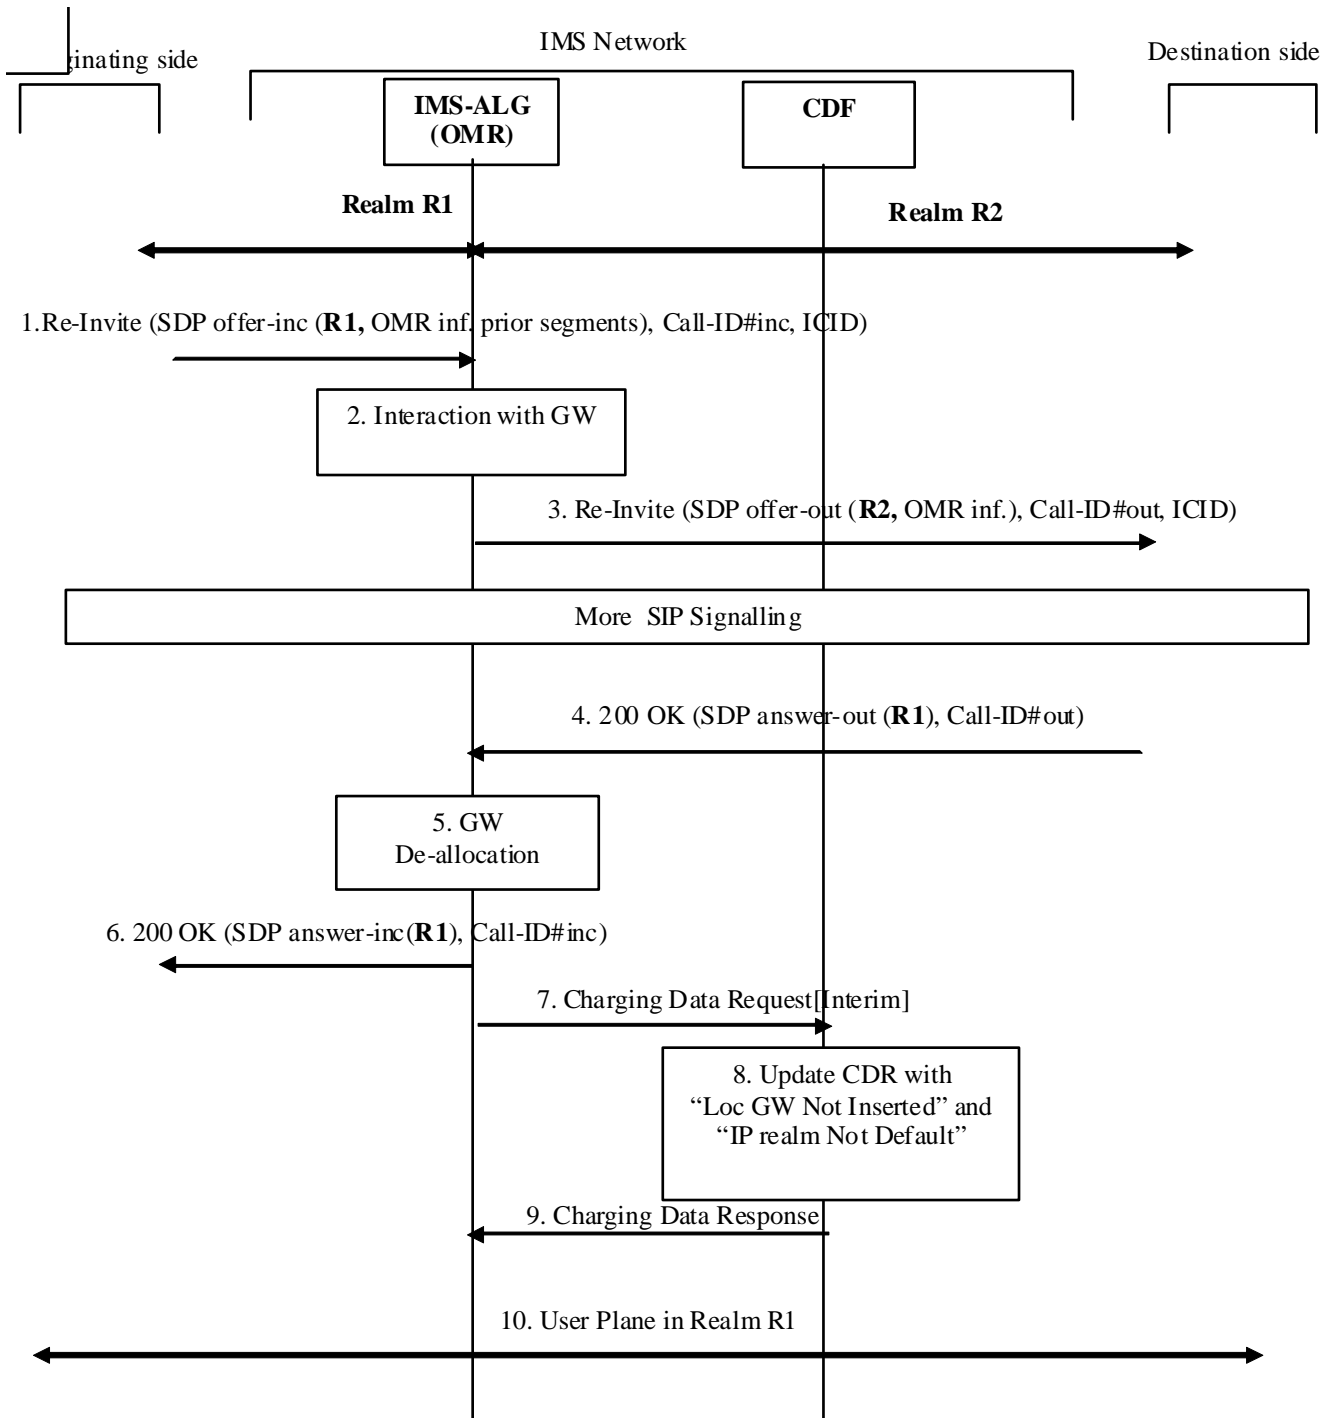 IMS Network
ginating side
Destination side
IMS-ALG
(OMR)
CDF
Realm R1
Realm R2
1.Re-Invite (SDP offer-inc (R1, OMR inf. prior segments), Call-ID#inc, ICID)
2. Interaction with GW
3. Re-Invite (SDP offer-out (R2, OMR inf.), Call-ID#out, ICID)
More SIP Signalling
4. 200 OK (SDP answer-out (R1), Call-ID#out)
5. GW
De-allocation
6. 200 OK (SDP answer-inc(R1), Call-ID#inc)
7. Charging Data Request[Interim]
8. Update CDR with
“Loc GW Not Inserted” and
“IP realm Not Default”
9. Charging Data Response
10. User Plane in Realm R1